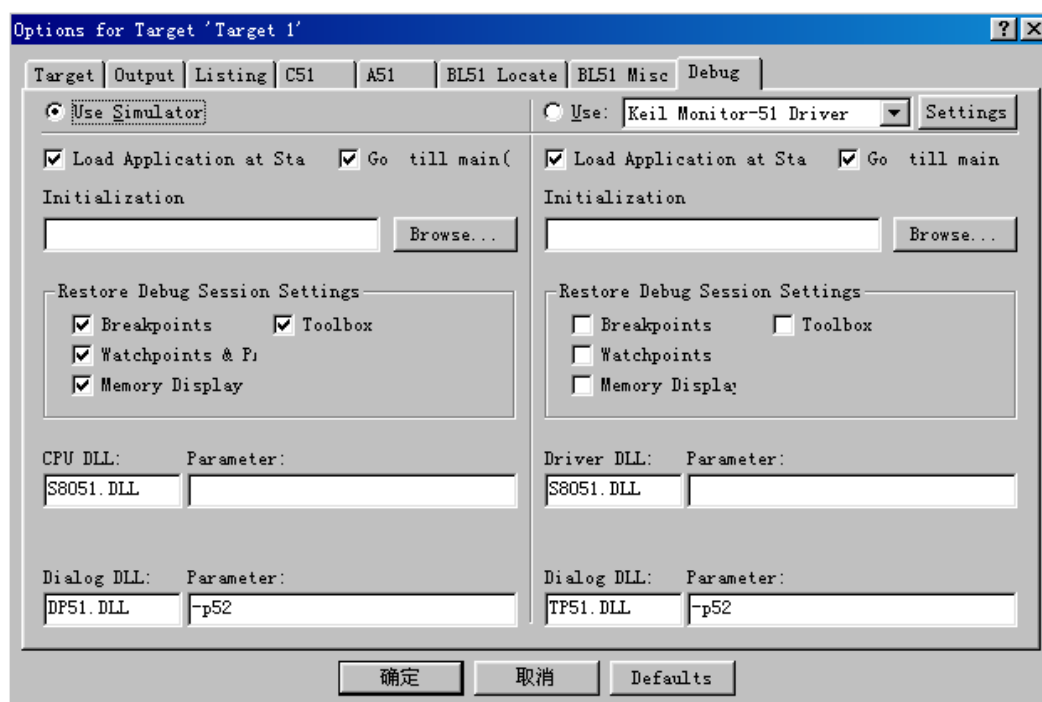 Options for Target 'Target 1'
Target Output Listing C51 A51 BL51 Locate BL51 Misc Debug
Use Simulator
Use: Keil Monitor-51 Driver Settings
Load Application at Sta Go till main(
Load Application at Sta Go till main
Initialization
Initialization
Browse...
Browse...
Restore Debug Session Settings
Breakpoints Toolbox
Watchpoints &
Memory Display
Restore Debug Session Settings
Breakpoints Toolbox
Watchpoints
Memory Displa
CPU DLL: Parameter:
S8051.DLL
Driver DLL: Parameter:
S8051.DLL
Dialog DLL: Parameter:
DP51.DLL -p52
Dialog DLL: Parameter:
TP51.DLL -p52
确定 取消 Defaults